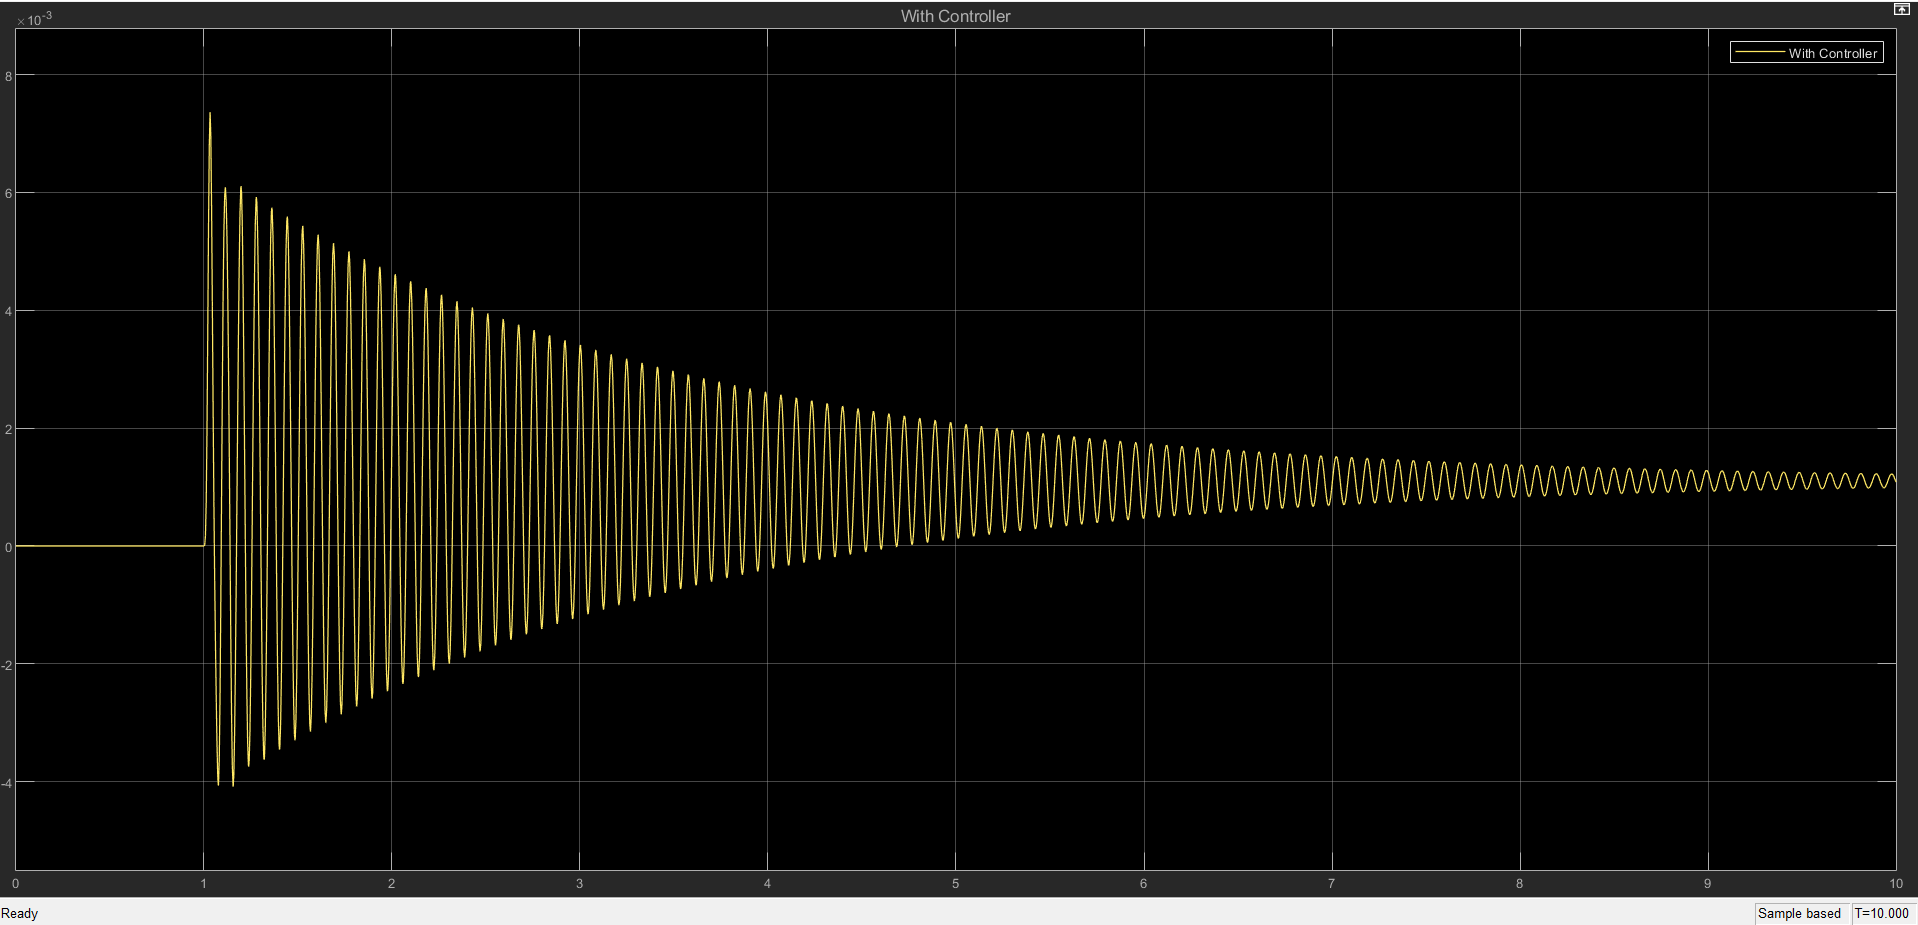 With Controller
×10-3
With Controller
8
6
4
2
0
-2
-4
0 1 2 3 4 5 6 7 8 9 10
Ready
Sample based T=10.000